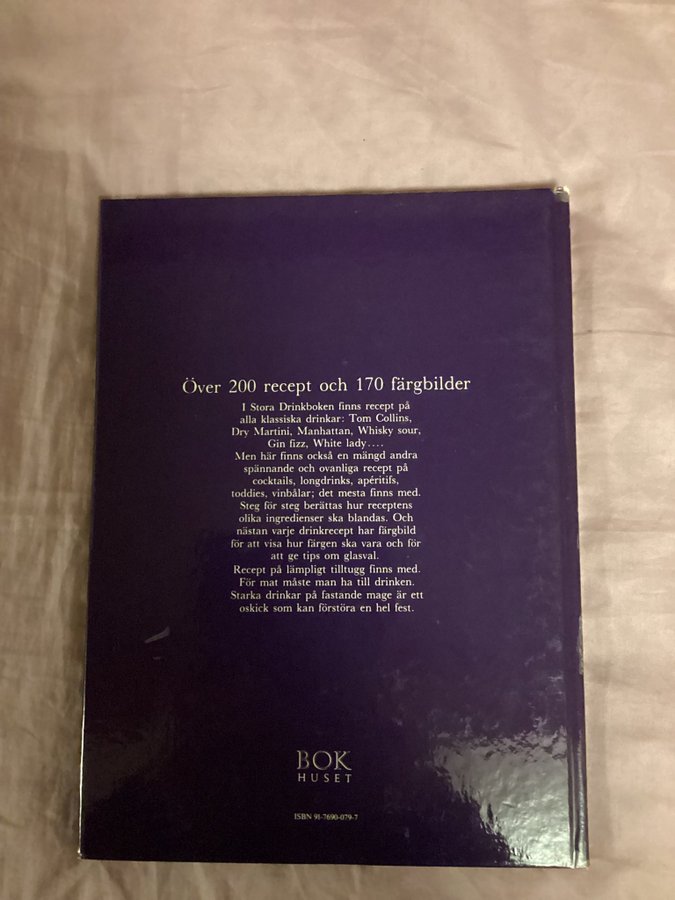 Över 200 recept och 170 färgbilder
I Stora Drinkboken finns recept på
alla klassiska drinkar: Tom Collins,
Dry Martini, Manhattan, Whisky sour,
Gin fizz, White lady....
Men här finns också en mängd andra
spännande och ovanliga recept på
cocktails, longdrinks, apéritifs,
toddies, vinbålar; det mesta finns med.
Steg för steg berättas hur receptens
olika ingredienser ska blandas. Och
nästan varje drinkrecept har färgbild
för att visa hur färgen ska vara och för
att ge tips om glasval.
Recept på lämpligt tilltugg finns med.
För mat måste man ha till drinken.
Starka drinkar på fastande mage är ett
oskick som kan förstöra en hel fest.
BOK
HUSET
ISBN 91-7690-079-7